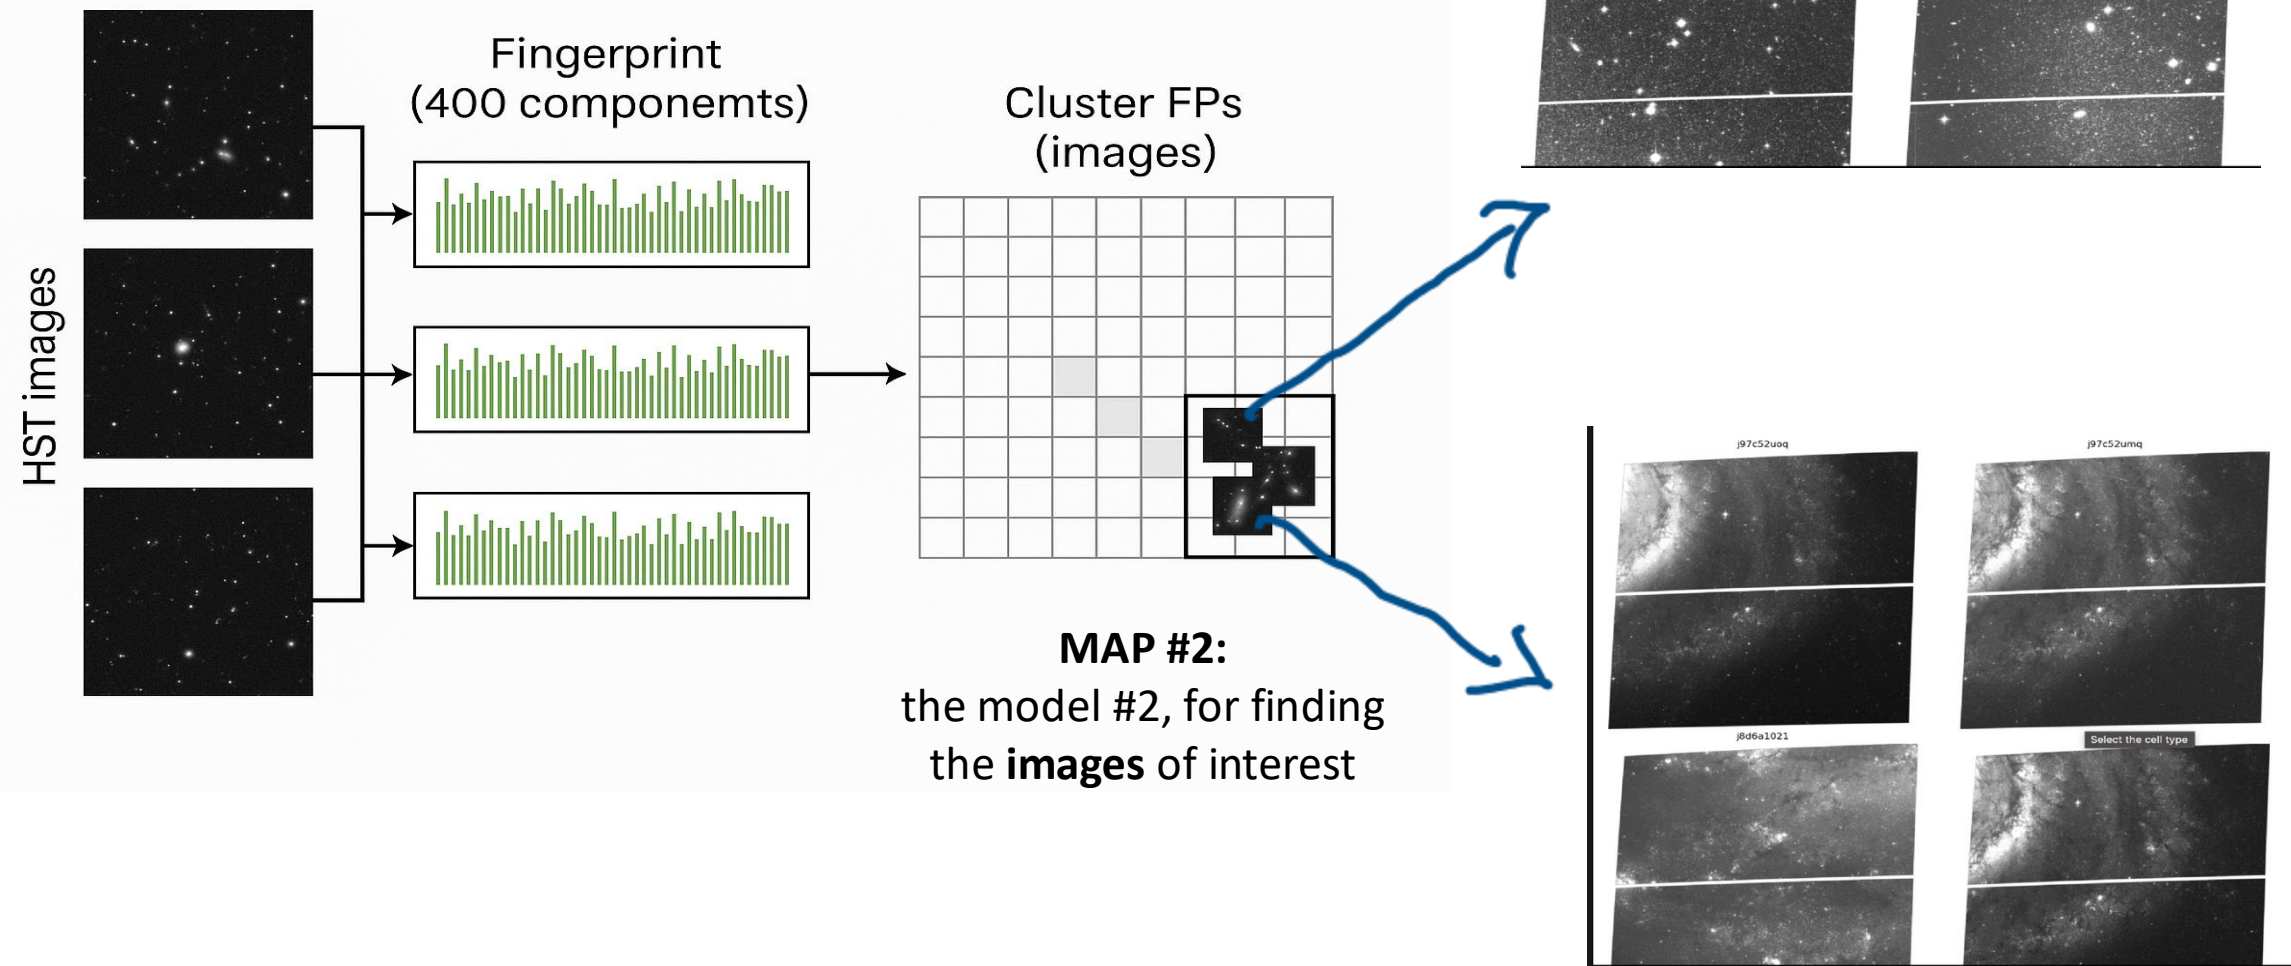 HST images
Fingerprint
(400 componemts)
Cluster FPs
(images)
MAP #2:
the model #2, for finding
the images of interest
j97c52uoq
j97c52umq
j8d6a1021
Select the cell type